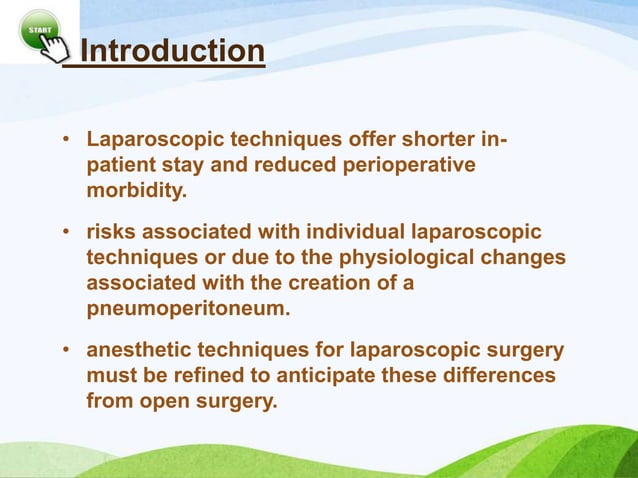 START
Introduction
• Laparoscopic techniques offer shorter in-
patient stay and reduced perioperative
morbidity.
• risks associated with individual laparoscopic
techniques or due to the physiological changes
associated with the creation of a
pneumoperitoneum.
• anesthetic techniques for laparoscopic surgery
must be refined to anticipate these differences
from open surgery.